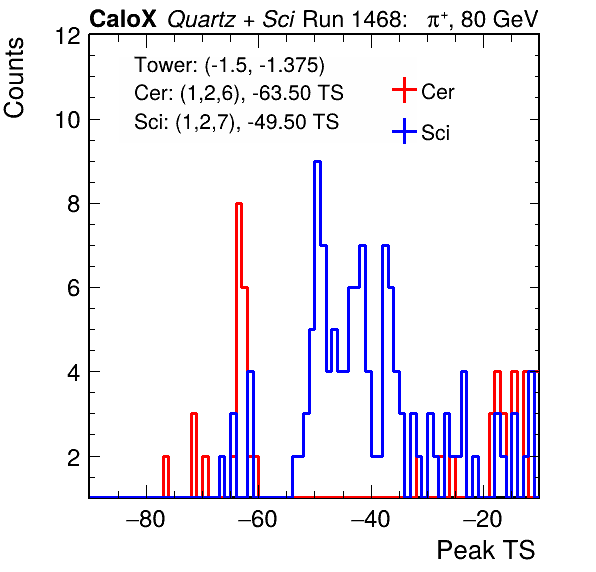 CaloX Quartz + Sci Run 1468: π⁺, 80 GeV
Counts
12
10
8
6
4
2
Tower: (-1.5, -1.375)
Cer: (1,2,6), -63.50 TS
Sci: (1,2,7), -49.50 TS
Cer
Sci
−80 −60 −40 −20
Peak TS